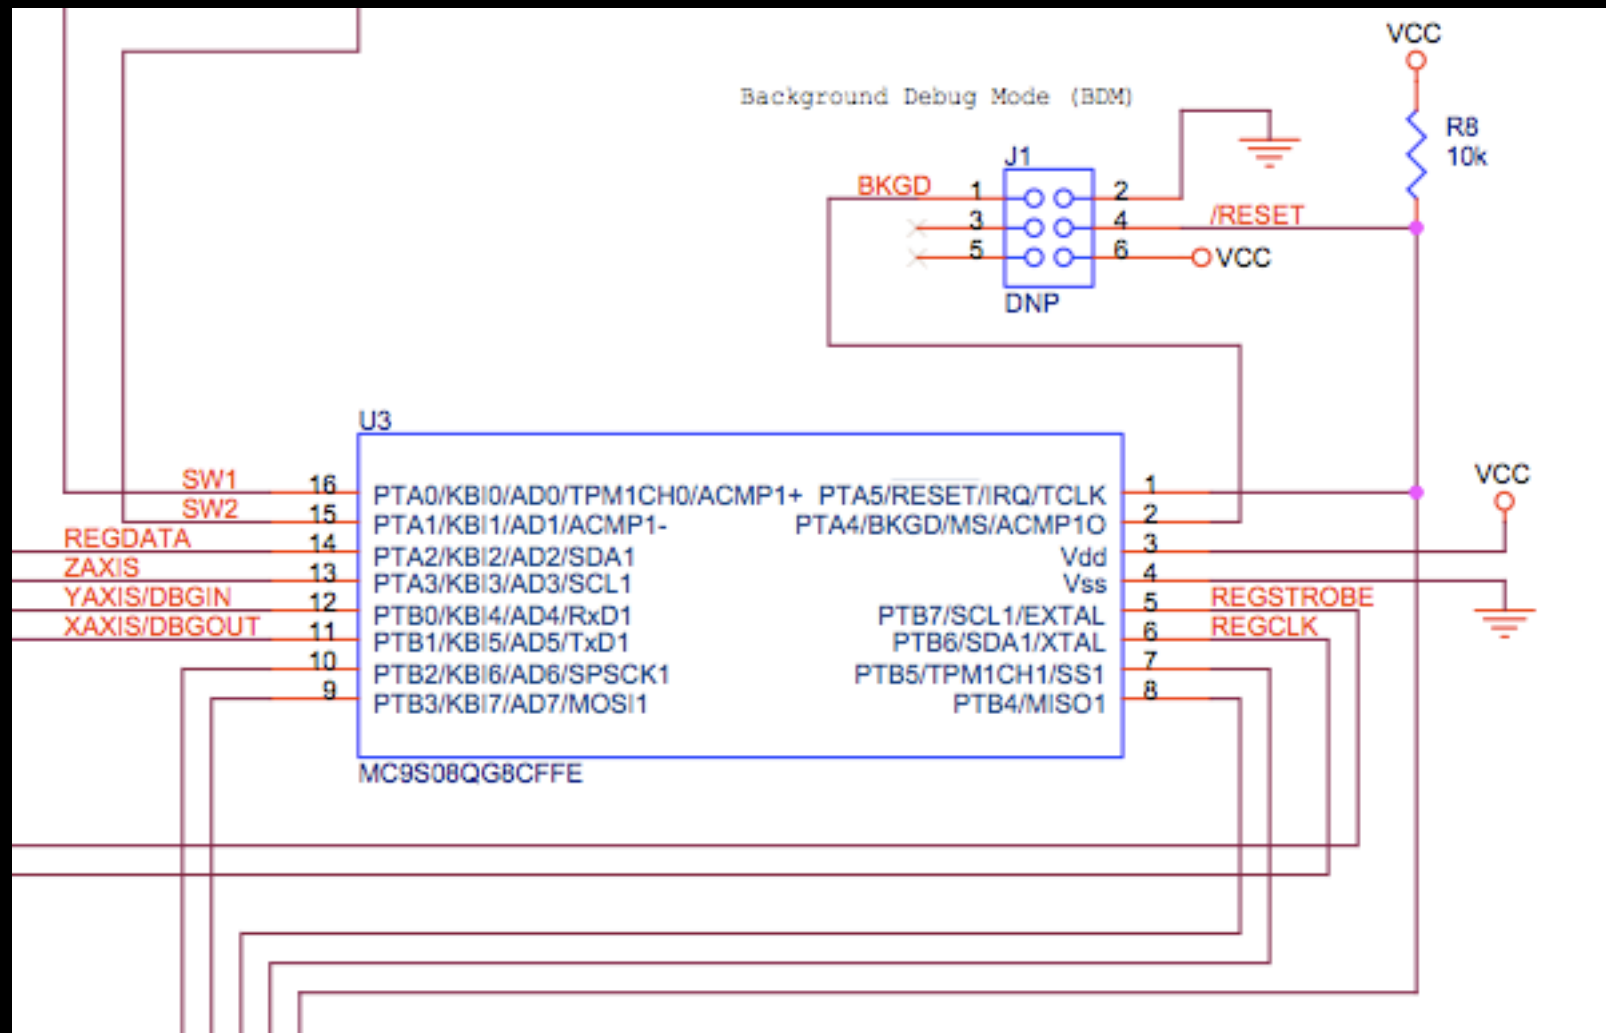 VCC
Background Debug Mode (BDM)
R8
10k
J1
BKGD 1 2
3 4 /RESET
5 6 VCC
DNP
U3
VCC
SW1 16 PTA0/KBI0/AD0/TPM1CH0/ACMP1+ PTA5/RESET/IRQ/TCLK 1
SW2 15 PTA1/KBI1/AD1/ACMP1- PTA4/BKGD/MS/ACMP1O 2
REGDATA 14 PTA2/KBI2/AD2/SDA1 Vdd 3
ZAXIS 13 PTA3/KBI3/AD3/SCL1 Vss 4
YAXIS/DBGIN 12 PTB0/KBI4/AD4/RxD1 PTB7/SCL1/EXTAL 5 REGSTROBE
XAXIS/DBGOUT 11 PTB1/KBI5/AD5/TxD1 PTB6/SDA1/XTAL 6 REGCLK
10 PTB2/KBI6/AD6/SPSCK1 PTB5/TPM1CH1/SS1 7
9 PTB3/KBI7/AD7/MOSI1 PTB4/MISO1 8
MC9S08QG8CFFE